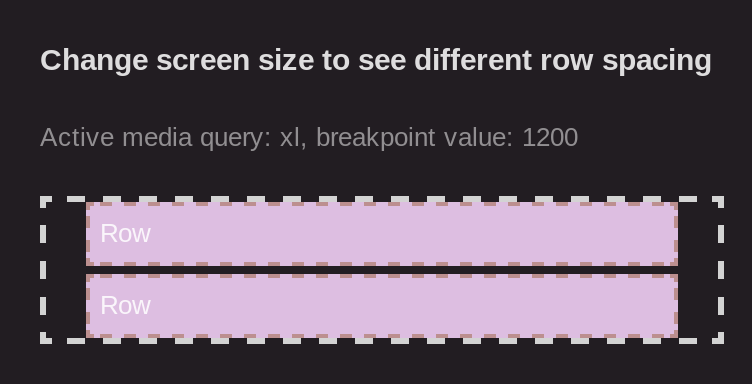 Change screen size to see different row spacing
Active media query: xl, breakpoint value: 1200
Row
Row